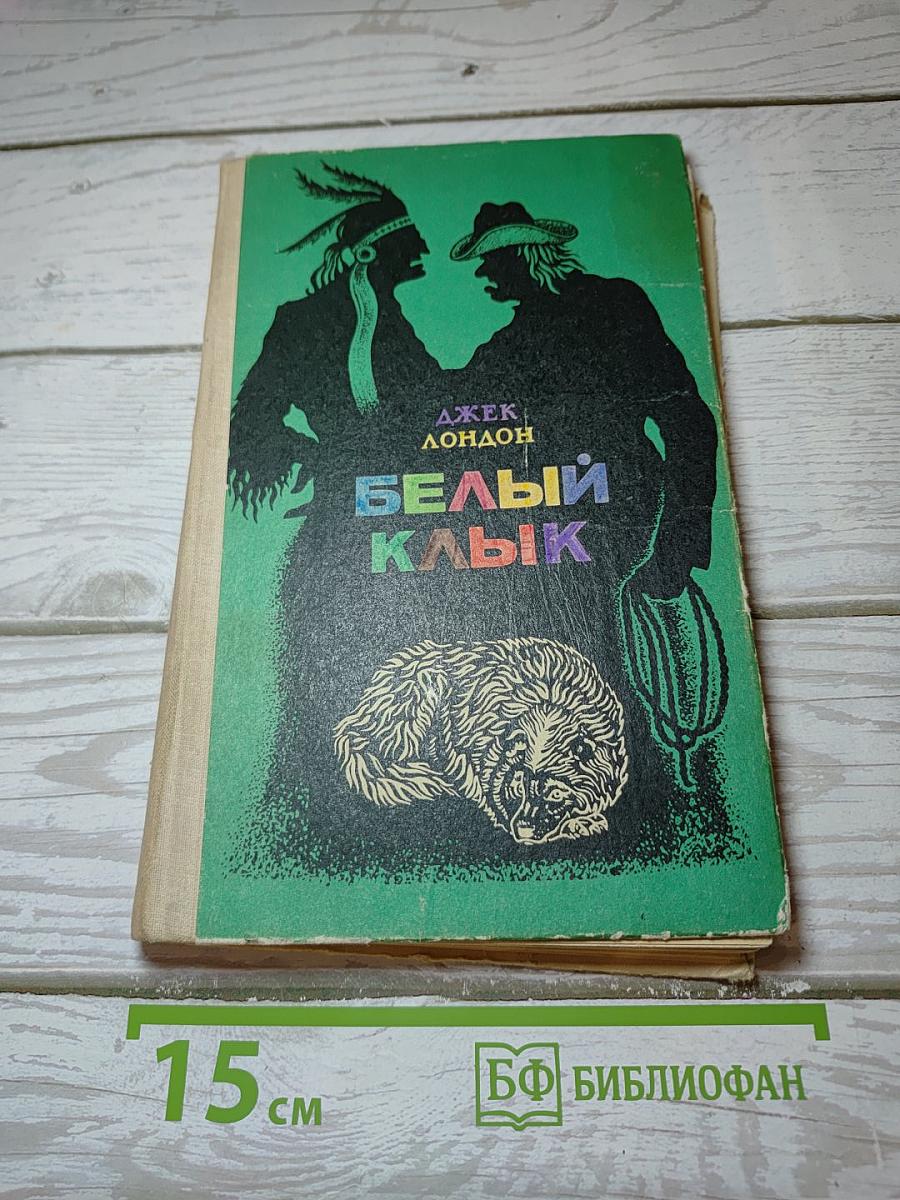 ДЖЕК
ЛОНДОН
БЕЛЫЙ
КЛЫК
15 см
БФ БИБЛИОФАН